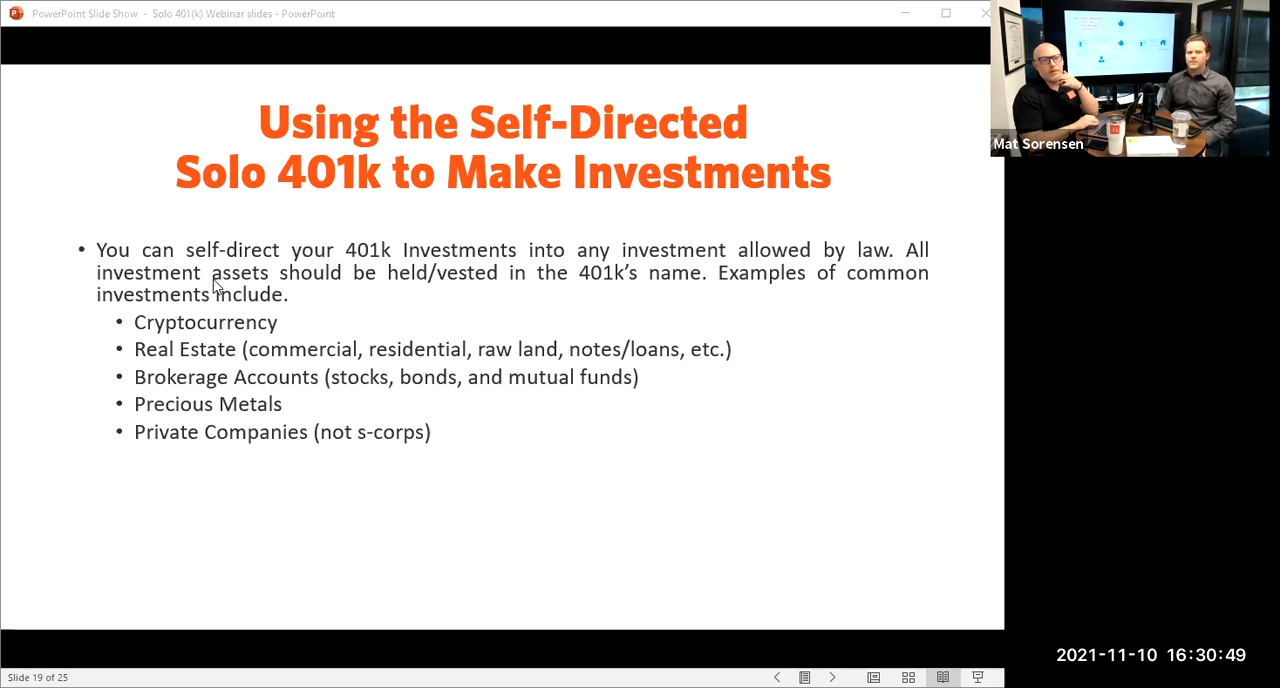 PowerPoint Slide Show - Solo 401(k) Webinar slides - PowerPoint
Mat Sorensen
Using the Self-Directed
Solo 401k to Make Investments
• You can self-direct your 401k Investments into any investment allowed by law. All
investment assets should be held/vested in the 401k’s name. Examples of common
investments include.
• Cryptocurrency
• Real Estate (commercial, residential, raw land, notes/loans, etc.)
• Brokerage Accounts (stocks, bonds, and mutual funds)
• Precious Metals
• Private Companies (not s-corps)
2021-11-10 16:30:49
Slide 19 of 25